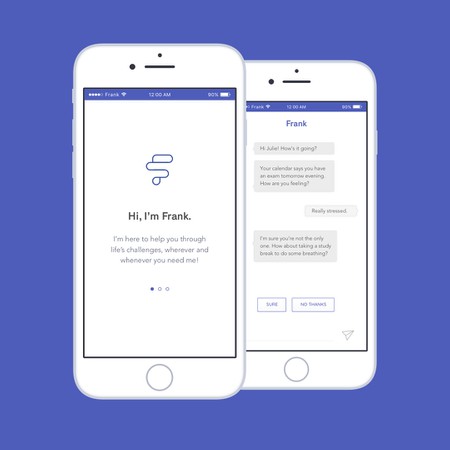 Frank
12:00 AM
80%
Hi, I'm Frank.
I'm here to help you through
life's challenges, wherever and
whenever you need me!
Frank
12:00 AM
80%
Frank
Hi Julie! How's it going?
Your calendar says you have
an exam tomorrow evening.
How are you feeling?
Really stressed.
I'm sure you're not the only
one. How about taking a study
break to do some breathing?
SURE
NO THANKS